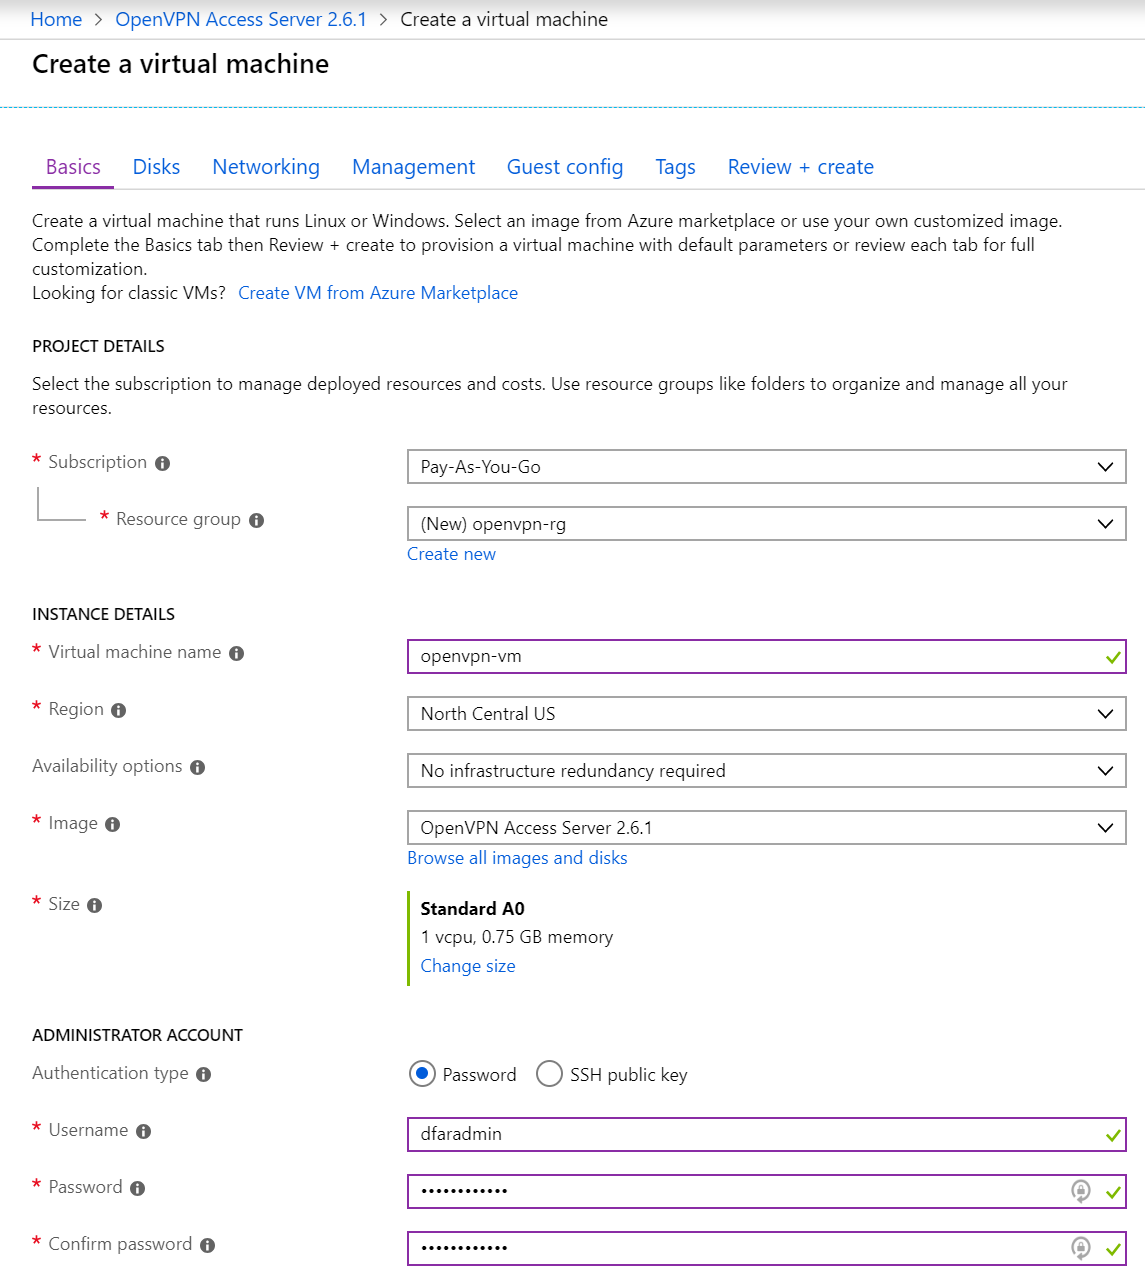 Home > OpenVPN Access Server 2.6.1 > Create a virtual machine
Create a virtual machine
Basics Disks Networking Management Guest config Tags Review + create
Create a virtual machine that runs Linux or Windows. Select an image from Azure marketplace or use your own customized image.
Complete the Basics tab then Review + create to provision a virtual machine with default parameters or review each tab for full
customization.
Looking for classic VMs? Create VM from Azure Marketplace
PROJECT DETAILS
Select the subscription to manage deployed resources and costs. Use resource groups like folders to organize and manage all your
resources.
* Subscription Pay-As-You-Go
* Resource group (New) openvpn-rg
Create new
INSTANCE DETAILS
* Virtual machine name openvpn-vm
* Region North Central US
Availability options No infrastructure redundancy required
* Image OpenVPN Access Server 2.6.1
Browse all images and disks
* Size Standard A0
1 vcpu, 0.75 GB memory
Change size
ADMINISTRATOR ACCOUNT
Authentication type Password SSH public key
* Username dfaradmin
* Password ••••••••••••
* Confirm password ••••••••••••